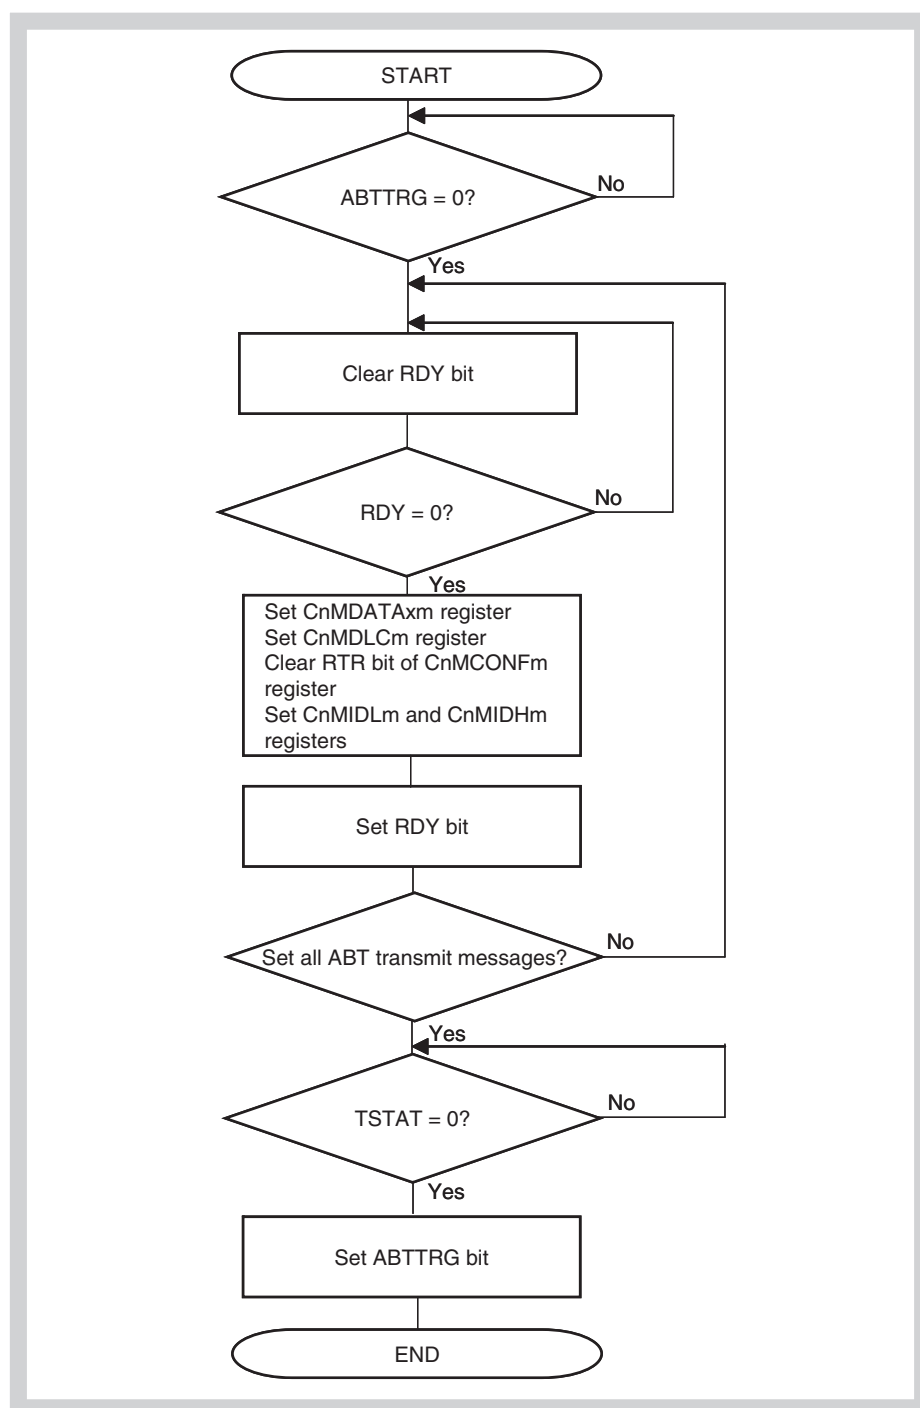 START
ABTTRG = 0?
No
Yes
Clear RDY bit
RDY = 0?
No
Yes
Set CnMDATAxm register
Set CnMDLCm register
Clear RTR bit of CnMCONFm
register
Set CnMIDLm and CnMIDHm
registers
Set RDY bit
Set all ABT transmit messages?
No
Yes
TSTAT = 0?
No
Yes
Set ABTTRG bit
END